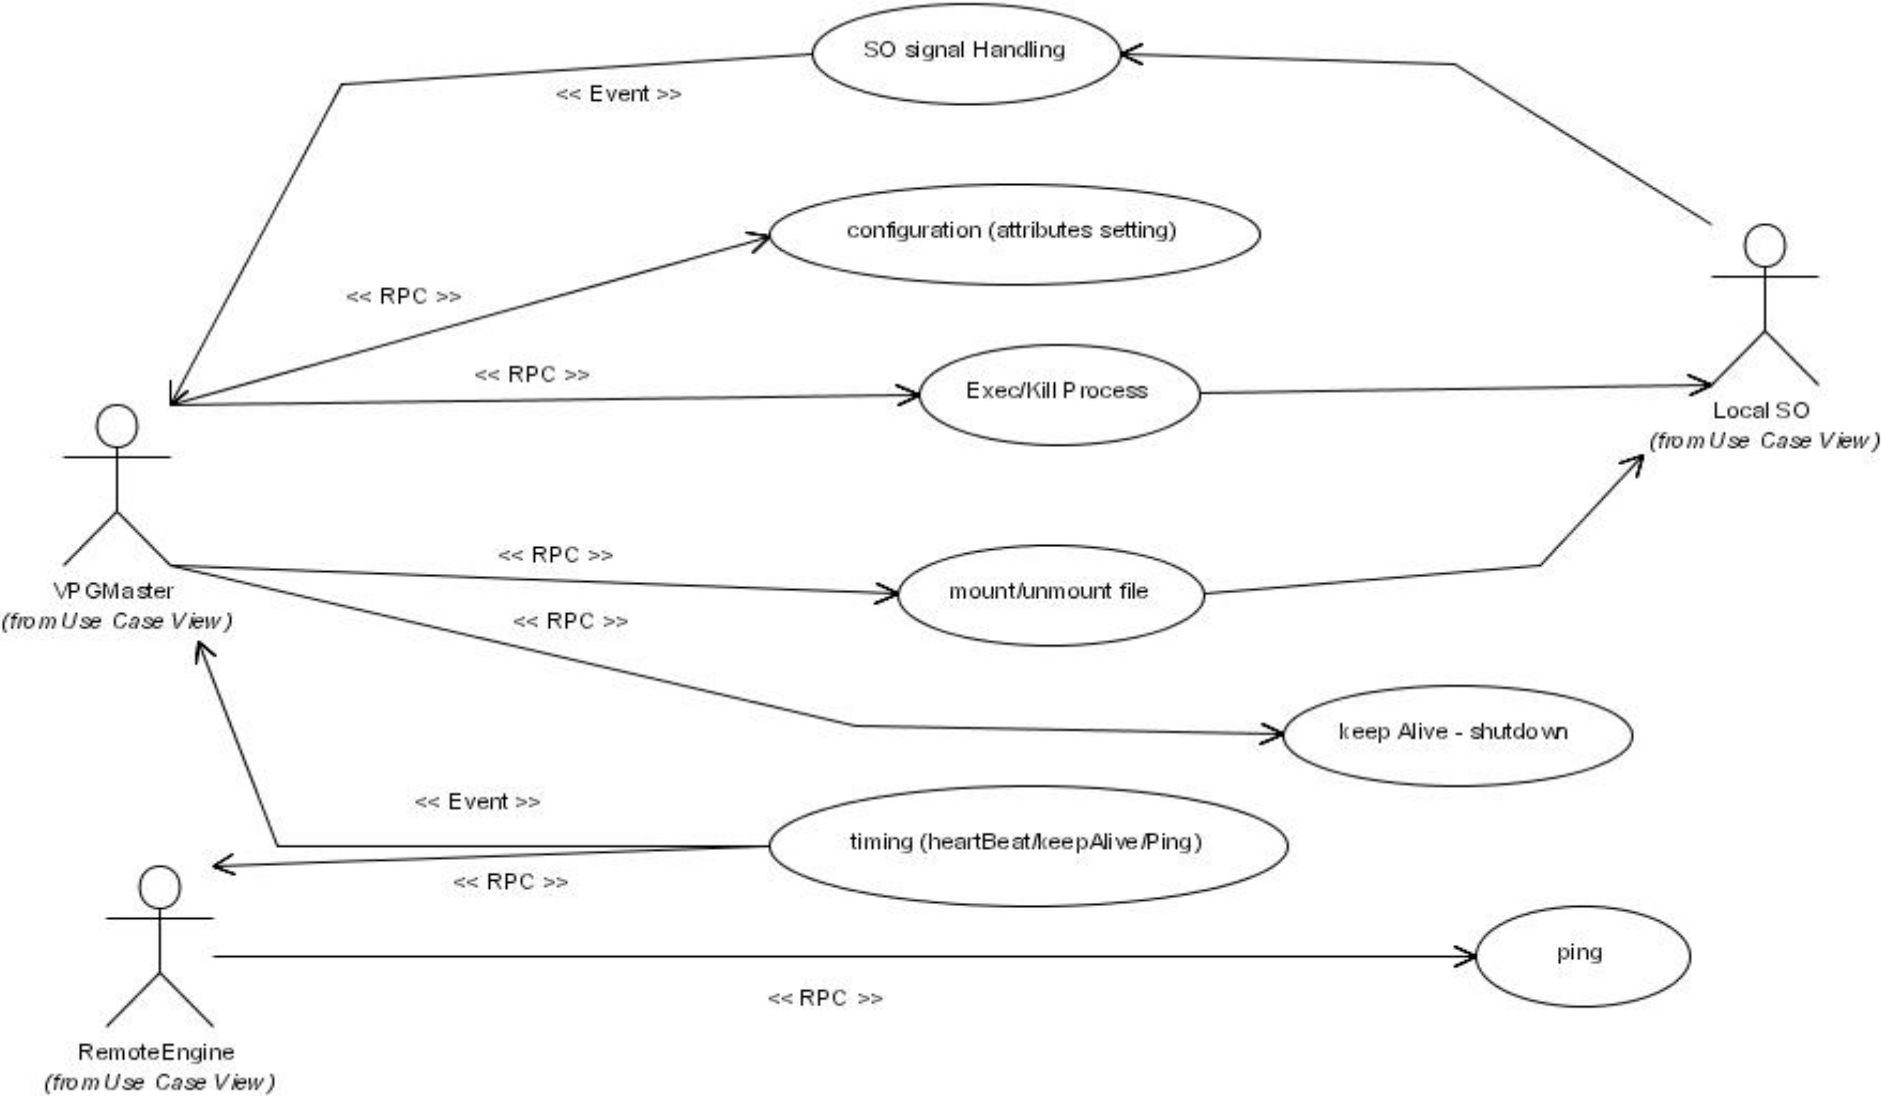 SO signal Handling
<< Event >>
configuration (attributes setting)
<< RPC >>
<< RPC >>
Exec/Kill Process
Local SO
(from Use Case View)
<< RPC >>
mount/unmount file
VPGMaster
(from Use Case View)
<< RPC >>
keep Alive - shutdown
<< Event >>
timing (heartBeat/keepAlive/Ping)
<< RPC >>
ping
<< RPC >>
RemoteEngine
(from Use Case View)